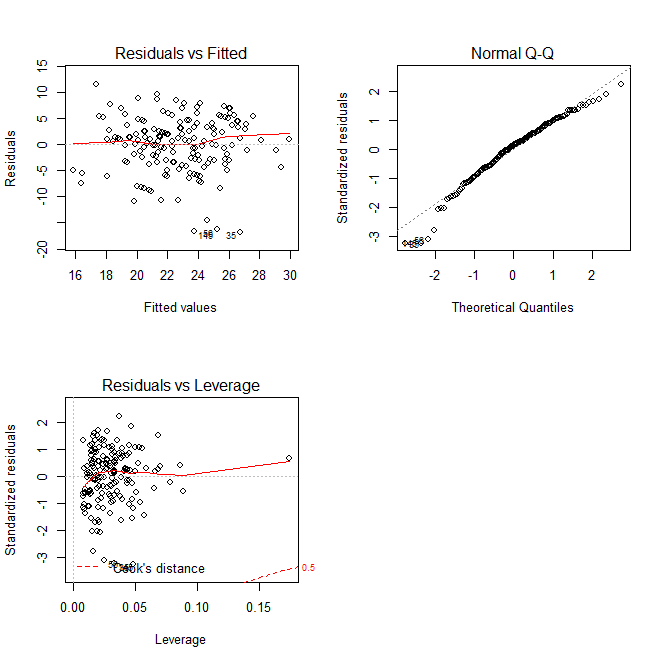 Residuals vs Fitted
15
10
5
0
-10
-20
Residuals
149
35
16 18 20 22 24 26 28 30
Fitted values
Normal Q-Q
2
1
0
-1
-2
-3
Standardized residuals
-2 -1 0 1 2
Theoretical Quantiles
Residuals vs Leverage
2
1
0
-1
-2
-3
Standardized residuals
Cook's distance
0.5
0.00 0.05 0.10 0.15
Leverage